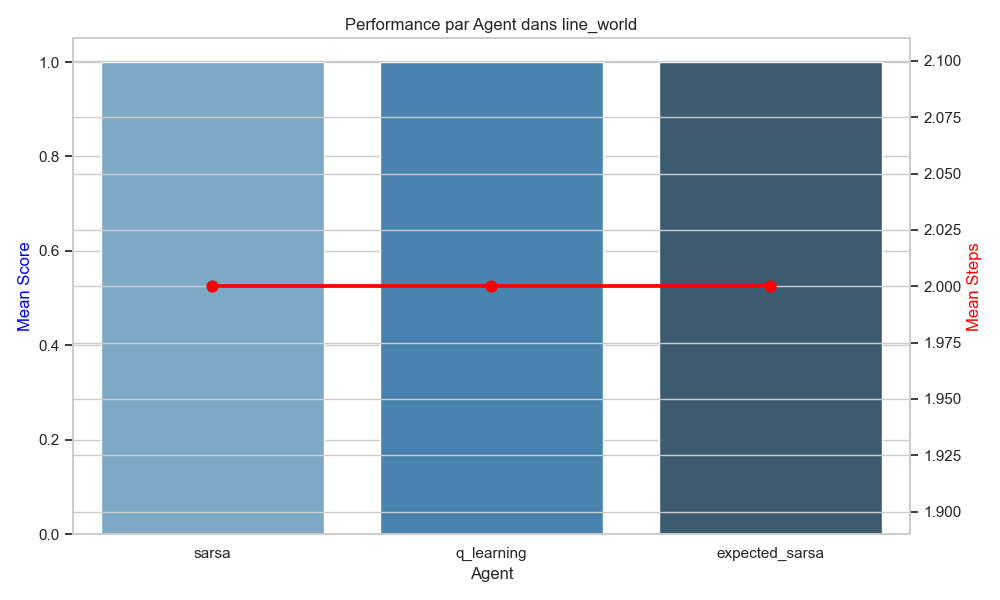 Performance par Agent dans line_world
1.0
0.8
0.6
0.4
0.2
0.0
Mean Score
2.100
2.075
2.050
2.025
2.000
1.975
1.950
1.925
1.900
Mean Steps
sarsa
q_learning
expected_sarsa
Agent